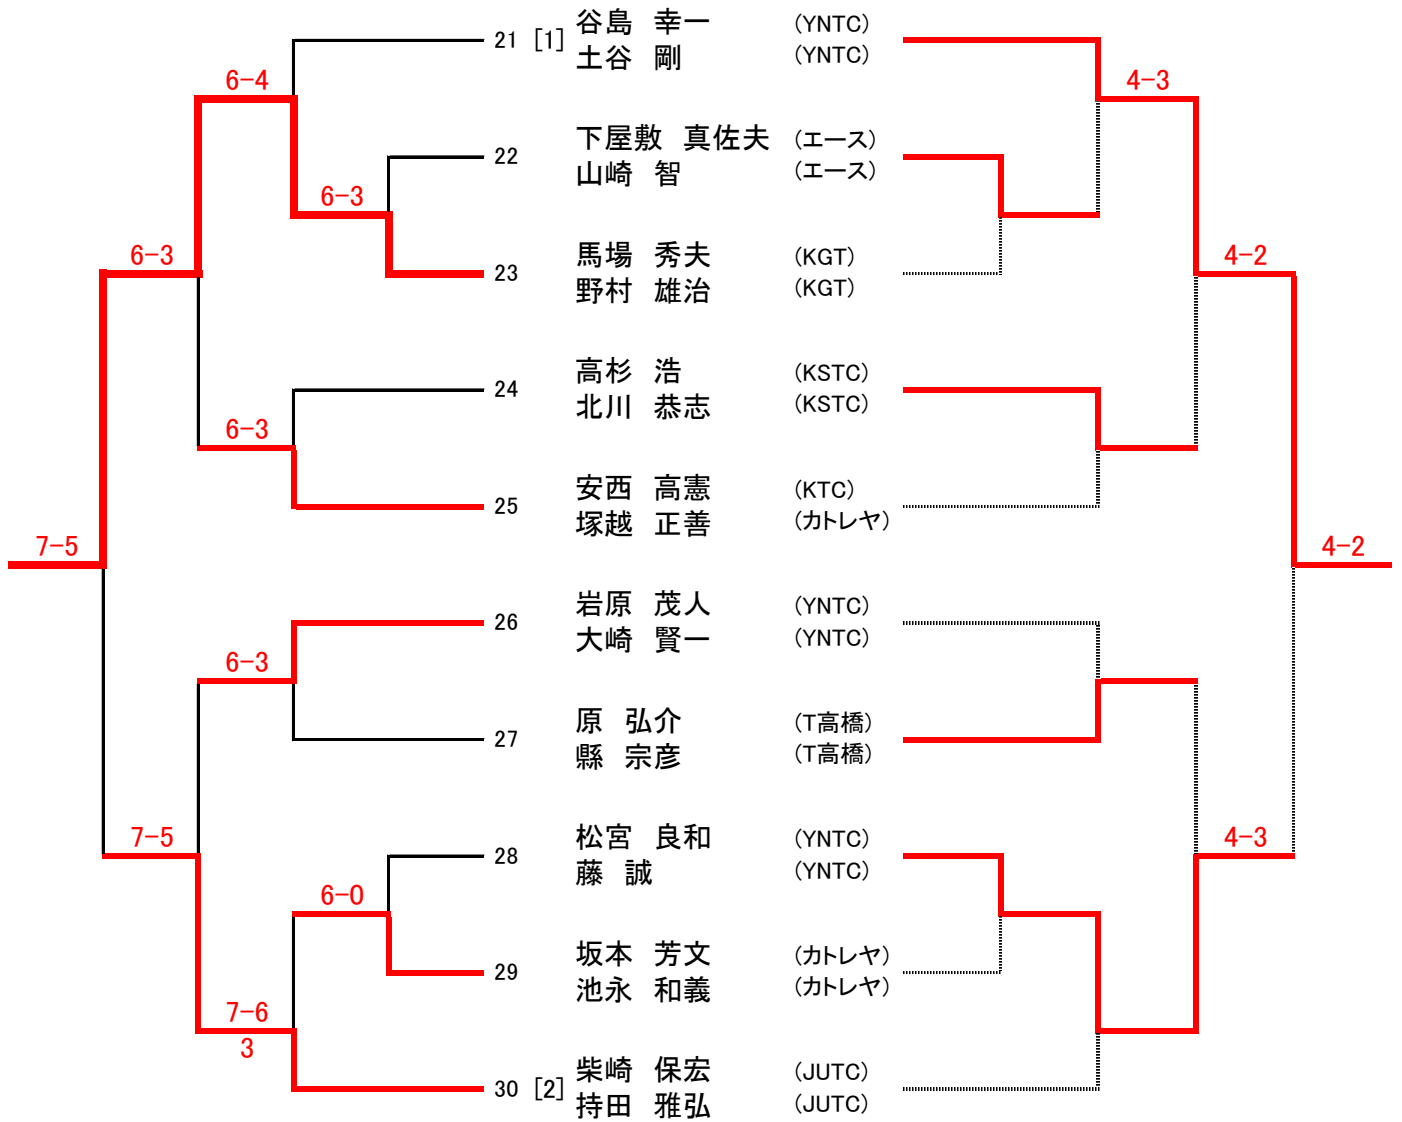 21 [1] 谷島 幸一 (YNTC)
土谷 剛 (YNTC)
6-4 4-3
22 下屋敷 真佐夫 (エース)
山崎 智 (エース)
6-3
6-3 4-2
23 馬場 秀夫 (KGT)
野村 雄治 (KGT)
24 高杉 浩 (KSTC)
北川 恭志 (KSTC)
6-3
25 安西 高憲 (KTC)
塚越 正善 (カトレヤ)
7-5 4-2
26 岩原 茂人 (YNTC)
大崎 賢一 (YNTC)
6-3
27 原 弘介 (T高橋)
縣 宗彦 (T高橋)
7-5 4-3
28 松宮 良和 (YNTC)
藤 誠 (YNTC)
6-0
29 坂本 芳文 (カトレヤ)
池永 和義 (カトレヤ)
7-6
3
30 [2] 柴崎 保宏 (JUTC)
持田 雅弘 (JUTC)